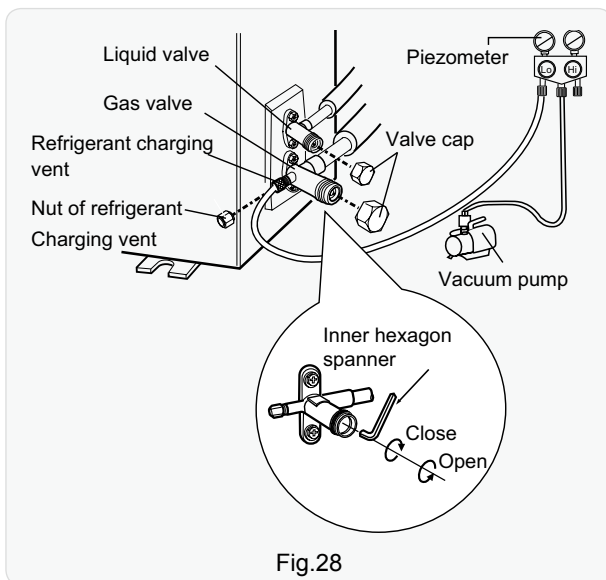 Liquid valve
Piezometer
Lo
Hi
Gas valve
Refrigerant charging
vent
Valve cap
Nut of refrigerant
Charging vent
Vacuum pump
Inner hexagon
spanner
Close
Open
Fig.28